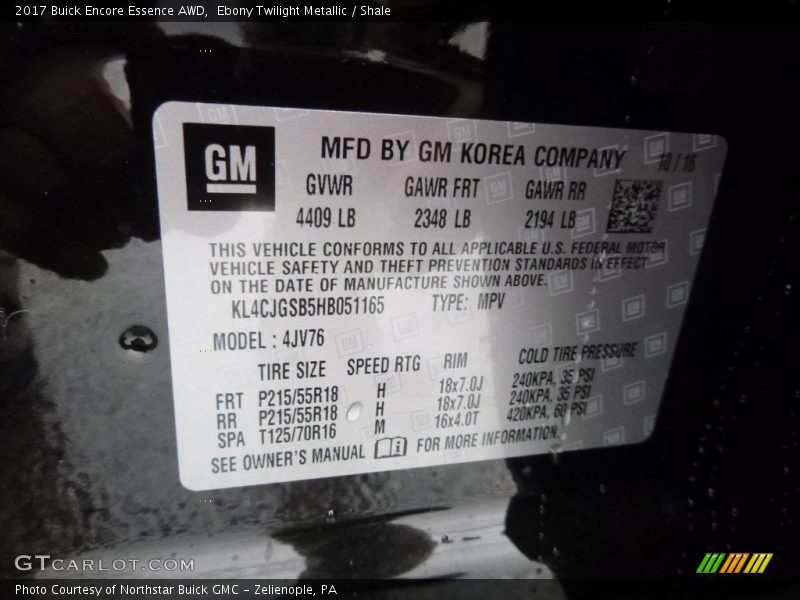 2017 Buick Encore Essence AWD, Ebony Twilight Metallic / Shale
GM
MFD BY GM KOREA COMPANY 10/16
GVWR GAWR FRT GAWR RR
4409 LB 2348 LB 2194 LB
THIS VEHICLE CONFORMS TO ALL APPLICABLE U.S. FEDERAL MOTOR
VEHICLE SAFETY AND THEFT PREVENTION STANDARDS IN EFFECT
ON THE DATE OF MANUFACTURE SHOWN ABOVE.
KL4CJGSB5HB051165 TYPE: MPV
MODEL : 4JV76
TIRE SIZE SPEED RTG RIM COLD TIRE PRESSURE
FRT P215/55R18 H 18x7.0J 240KPA, 35 PSI
RR P215/55R18 H 18x7.0J 240KPA, 35 PSI
SPA T125/70R16 M 16x4.0T 420KPA, 60 PSI
SEE OWNER'S MANUAL FOR MORE INFORMATION.
GTCARLOT.COM
Photo Courtesy of Northstar Buick GMC - Zelienople, PA